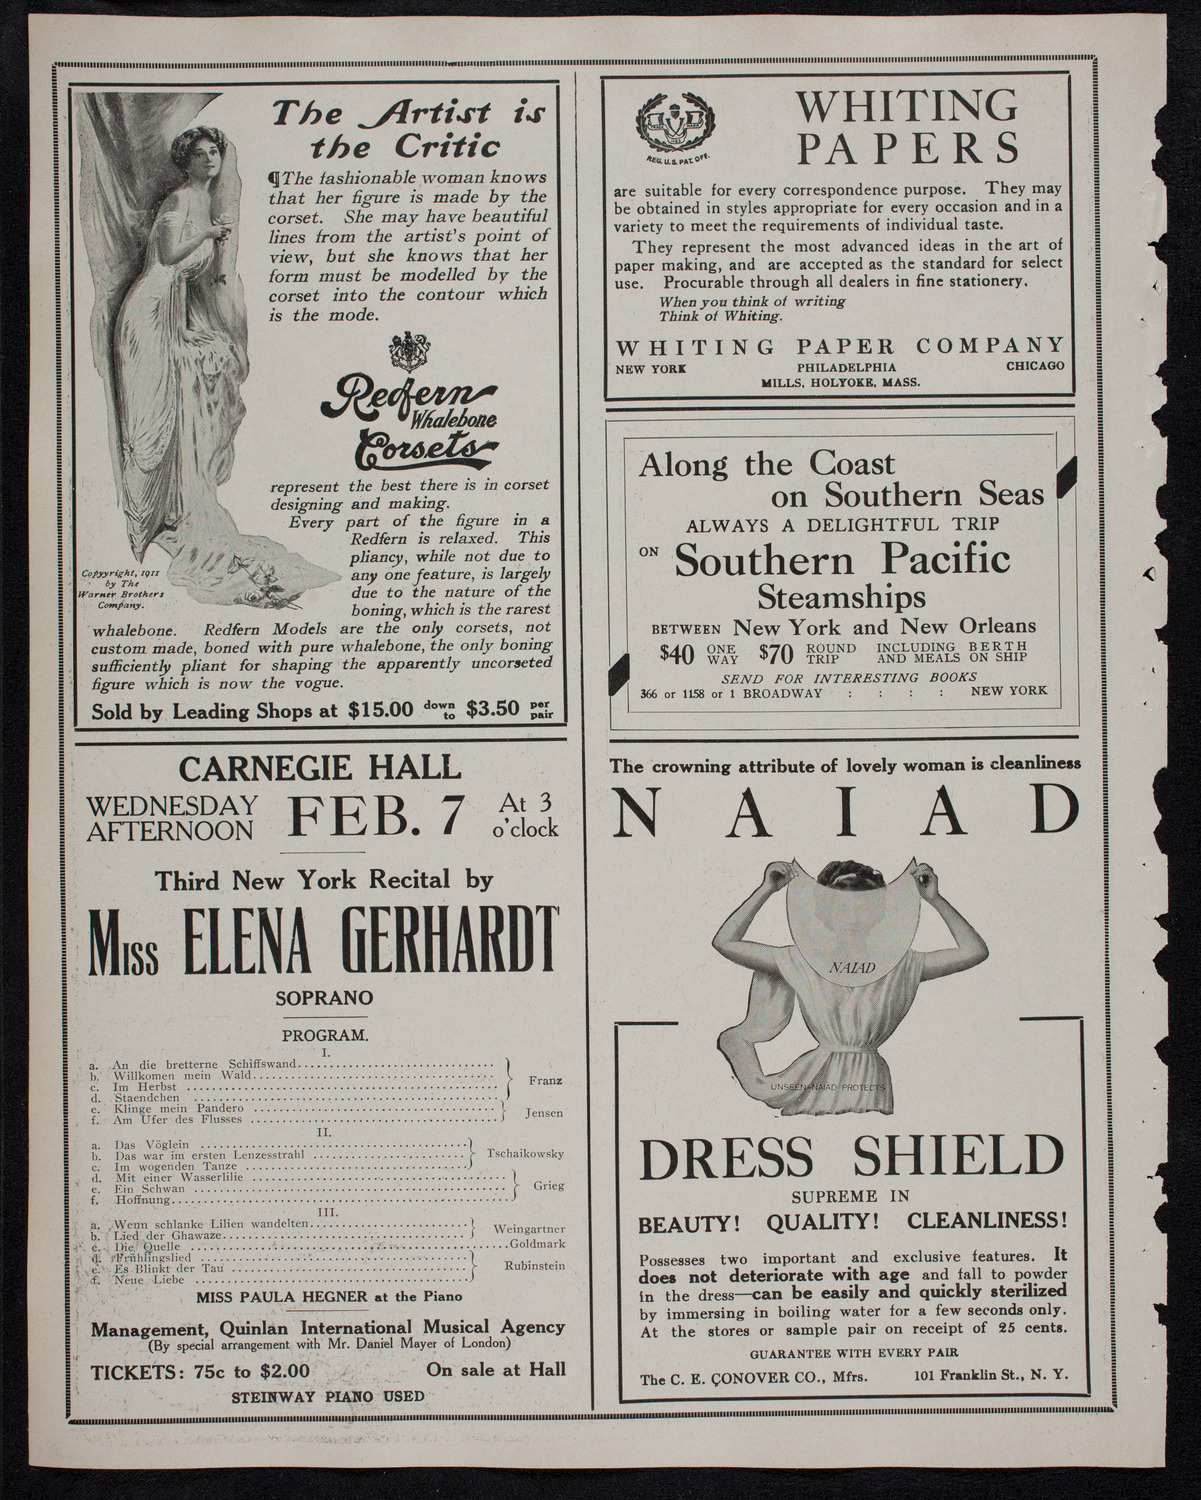 The Artist is
the Critic
¶The fashionable woman knows
that her figure is made by the
corset. She may have beautiful
lines from the artist's point of
view, but she knows that her
form must be modelled by the
corset into the contour which
is the mode.
Redfern
Whalebone
Corsets
represent the best there is in corset
designing and making.
Every part of the figure in a
Redfern is relaxed. This
pliancy, while not due to
any one feature, is largely
due to the nature of the
boning, which is the rarest
Copyright, 1911
by The
Warner Brothers
Company.
whalebone. Redfern Models are the only corsets, not
custom made, boned with pure whalebone, the only boning
sufficiently pliant for shaping the apparently uncorseted
figure which is now the vogue.
Sold by Leading Shops at $15.00 down to $3.50 per pair
CARNEGIE HALL
WEDNESDAY
AFTERNOON
FEB. 7
At 3
o'clock
Third New York Recital by
Miss ELENA GERHARDT
SOPRANO
PROGRAM.
I.
a. An die bretterne Schiffswand
b. Willkomen mein Wald
c. Im Herbst
d. Staendchen
Franz
e. Klinge mein Pandero
f. Am Ufer des Flusses
Jensen
II.
a. Das Vöglein
b. Das war im ersten Lenzesstrahl
c. Im wogenden Tanze
Tschaikowsky
d. Mit einer Wasserlilie
e. Ein Schwan
f. Hoffnung
Grieg
III.
a. Wenn schlanke Lilien wandelten
b. Lied der Ghawaze
Weingartner
c. Die Quelle
Goldmark
d. Frühlingslied
e. Es Blinkt der Tau
f. Neue Liebe
Rubinstein
MISS PAULA HEGNER at the Piano
Management, Quinlan International Musical Agency
(By special arrangement with Mr. Daniel Mayer of London)
TICKETS: 75c to $2.00 On sale at Hall
STEINWAY PIANO USED
REG. U.S. PAT. OFF.
WHITING
PAPERS
are suitable for every correspondence purpose. They may
be obtained in styles appropriate for every occasion and in a
variety to meet the requirements of individual taste.
They represent the most advanced ideas in the art of
paper making, and are accepted as the standard for select
use. Procurable through all dealers in fine stationery.
When you think of writing
Think of Whiting.
WHITING PAPER COMPANY
NEW YORK PHILADELPHIA CHICAGO
MILLS, HOLYOKE, MASS.
Along the Coast
on Southern Seas
ALWAYS A DELIGHTFUL TRIP
ON Southern Pacific
Steamships
BETWEEN New York and New Orleans
$40 ONE WAY $70 ROUND TRIP INCLUDING BERTH AND MEALS ON SHIP
SEND FOR INTERESTING BOOKS
366 or 1158 or 1 BROADWAY : : : : NEW YORK
The crowning attribute of lovely woman is cleanliness
NAIAD
NAIAD
UNSEEN-NAIAD PROTECTS
DRESS SHIELD
SUPREME IN
BEAUTY! QUALITY! CLEANLINESS!
Possesses two important and exclusive features. It
does not deteriorate with age and fall to powder
in the dress—can be easily and quickly sterilized
by immersing in boiling water for a few seconds only.
At the stores or sample pair on receipt of 25 cents.
GUARANTEE WITH EVERY PAIR
The C. E. CONOVER CO., Mfrs. 101 Franklin St., N. Y.